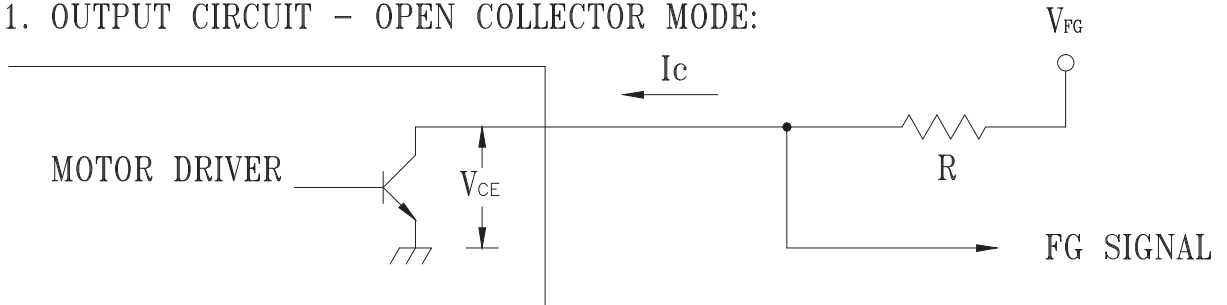 1. OUTPUT CIRCUIT - OPEN COLLECTOR MODE:
VFG
Ic
MOTOR DRIVER
VCE
R
FG SIGNAL